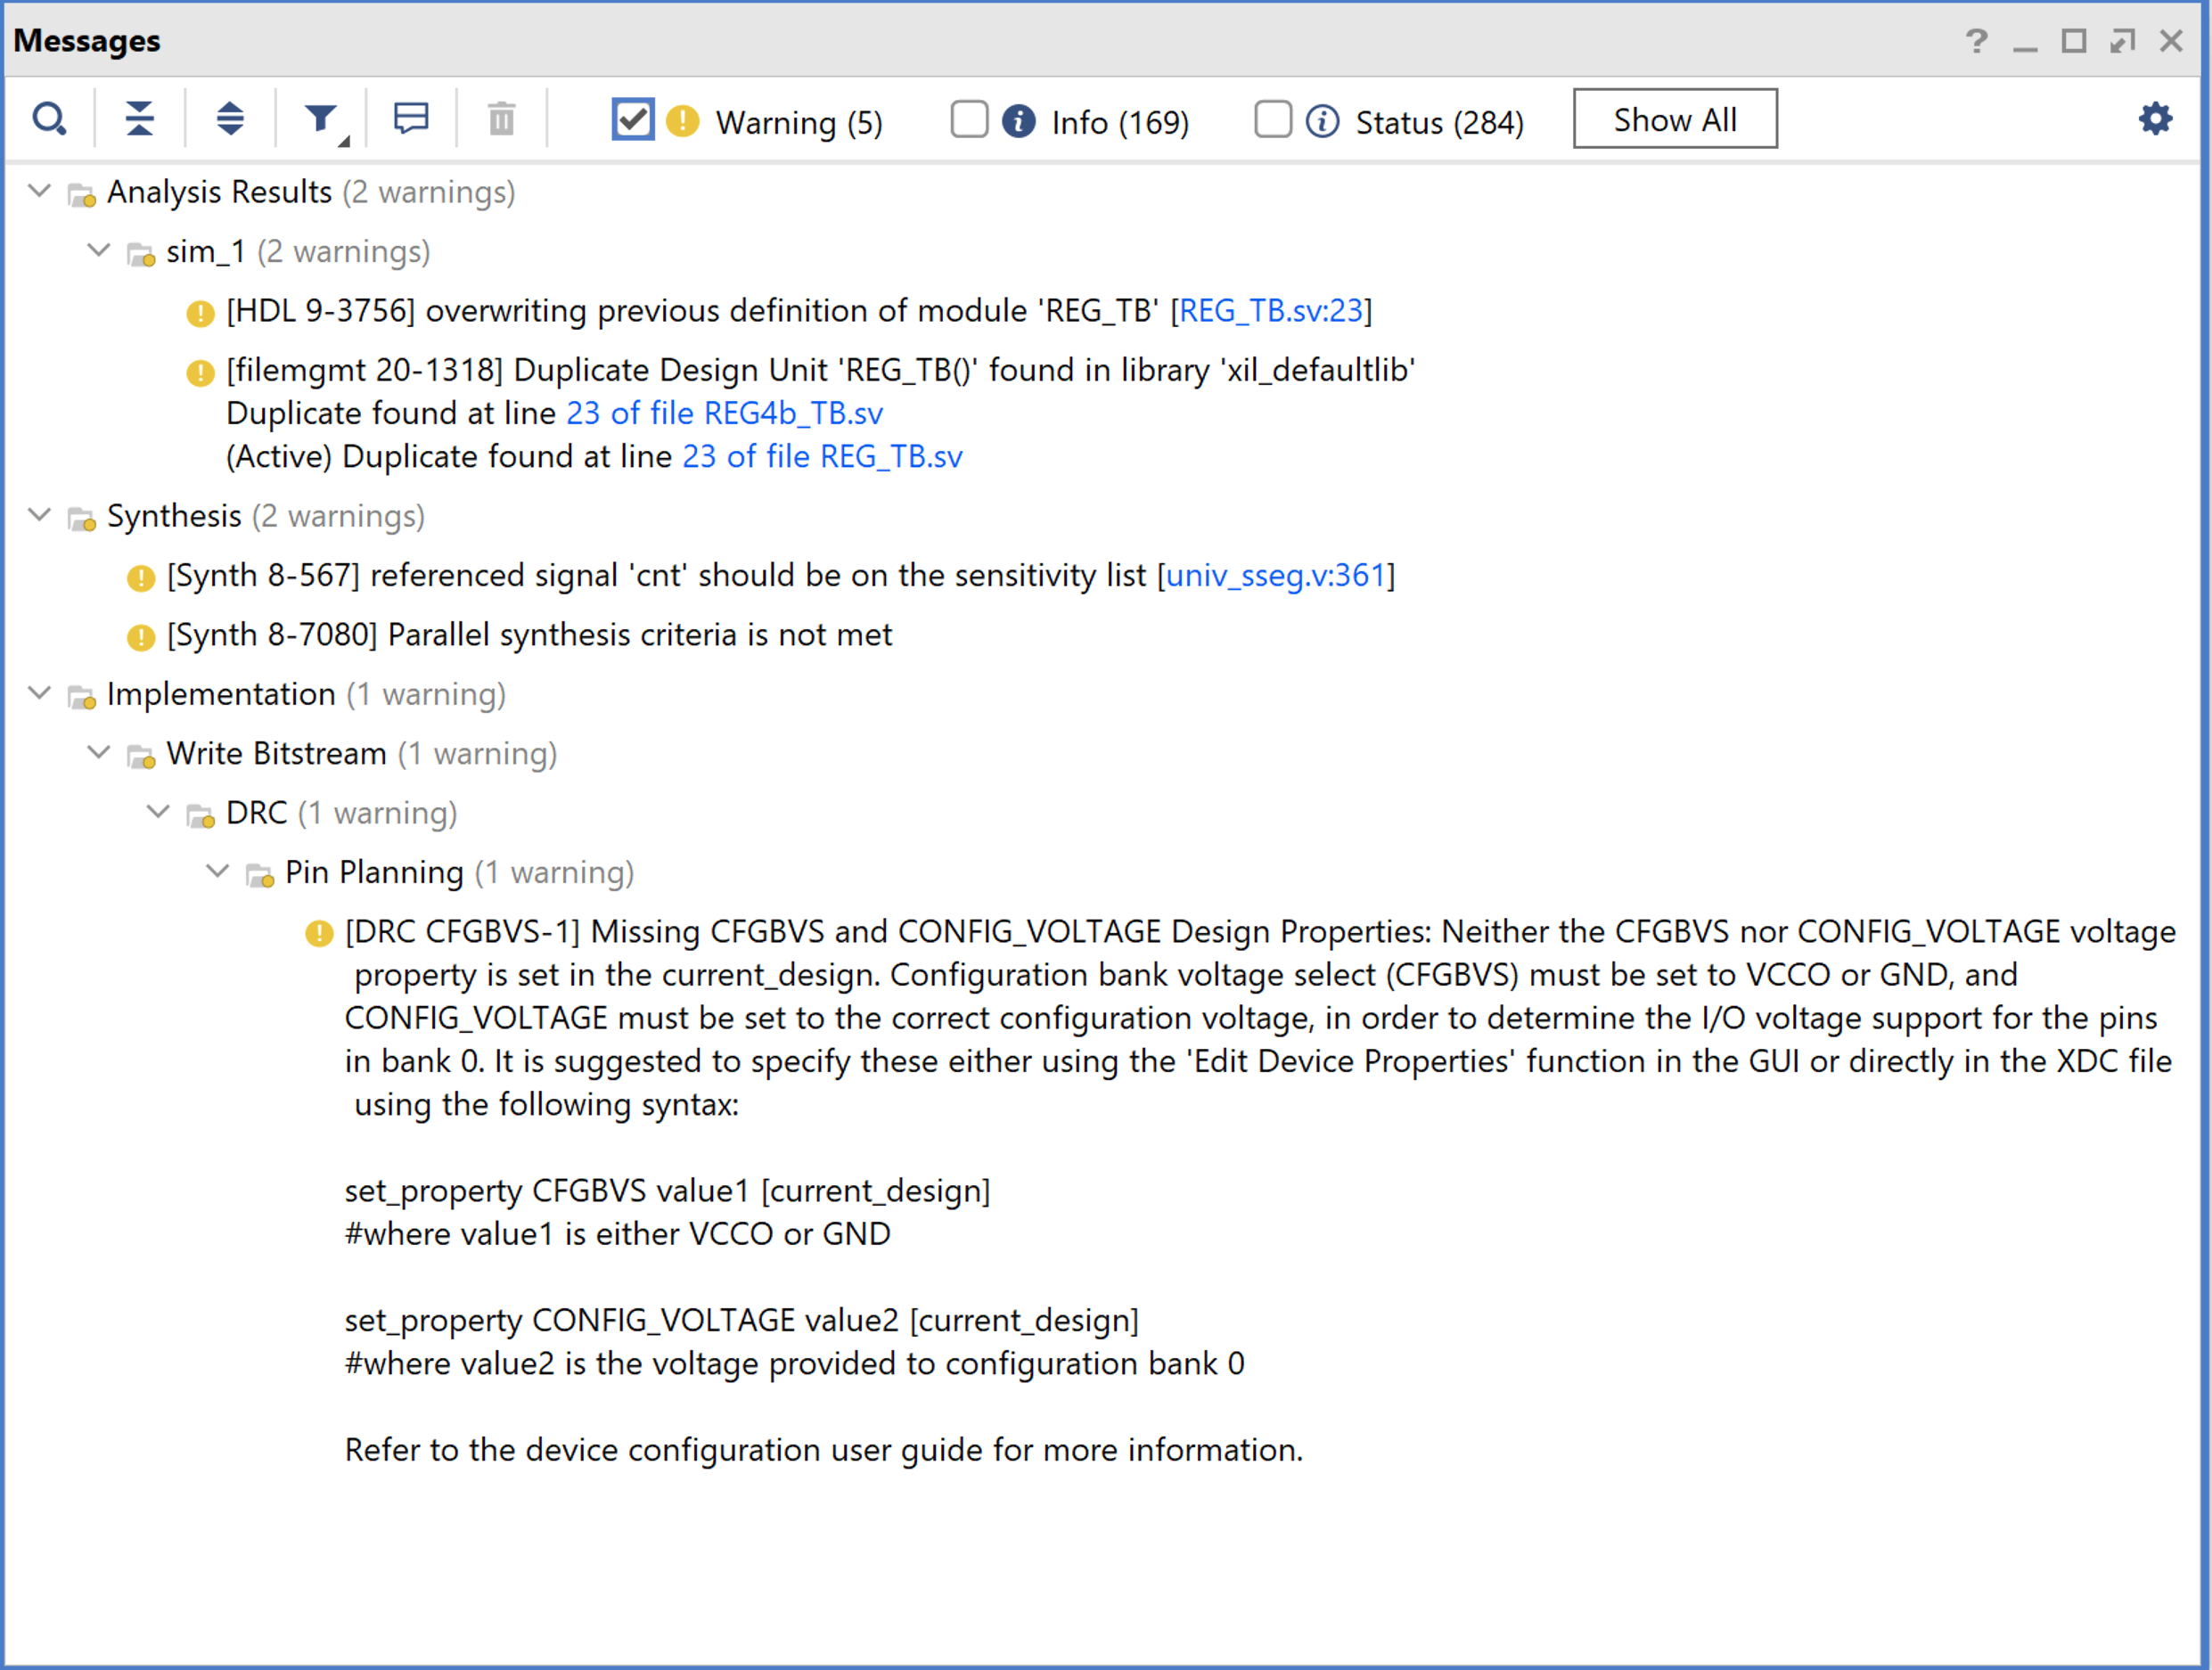 Messages
Warning (5) Info (169) Status (284) Show All
Analysis Results (2 warnings)
sim_1 (2 warnings)
[HDL 9-3756] overwriting previous definition of module 'REG_TB' [REG_TB.sv:23]
[filemgmt 20-1318] Duplicate Design Unit 'REG_TB()' found in library 'xil_defaultlib'
Duplicate found at line 23 of file REG4b_TB.sv
(Active) Duplicate found at line 23 of file REG_TB.sv
Synthesis (2 warnings)
[Synth 8-567] referenced signal 'cnt' should be on the sensitivity list [univ_sseg.v:361]
[Synth 8-7080] Parallel synthesis criteria is not met
Implementation (1 warning)
Write Bitstream (1 warning)
DRC (1 warning)
Pin Planning (1 warning)
[DRC CFGBVS-1] Missing CFGBVS and CONFIG_VOLTAGE Design Properties: Neither the CFGBVS nor CONFIG_VOLTAGE voltage
property is set in the current_design. Configuration bank voltage select (CFGBVS) must be set to VCCO or GND, and
CONFIG_VOLTAGE must be set to the correct configuration voltage, in order to determine the I/O voltage support for the pins
in bank 0. It is suggested to specify these either using the 'Edit Device Properties' function in the GUI or directly in the XDC file
using the following syntax:
set_property CFGBVS value1 [current_design]
#where value1 is either VCCO or GND
set_property CONFIG_VOLTAGE value2 [current_design]
#where value2 is the voltage provided to configuration bank 0
Refer to the device configuration user guide for more information.